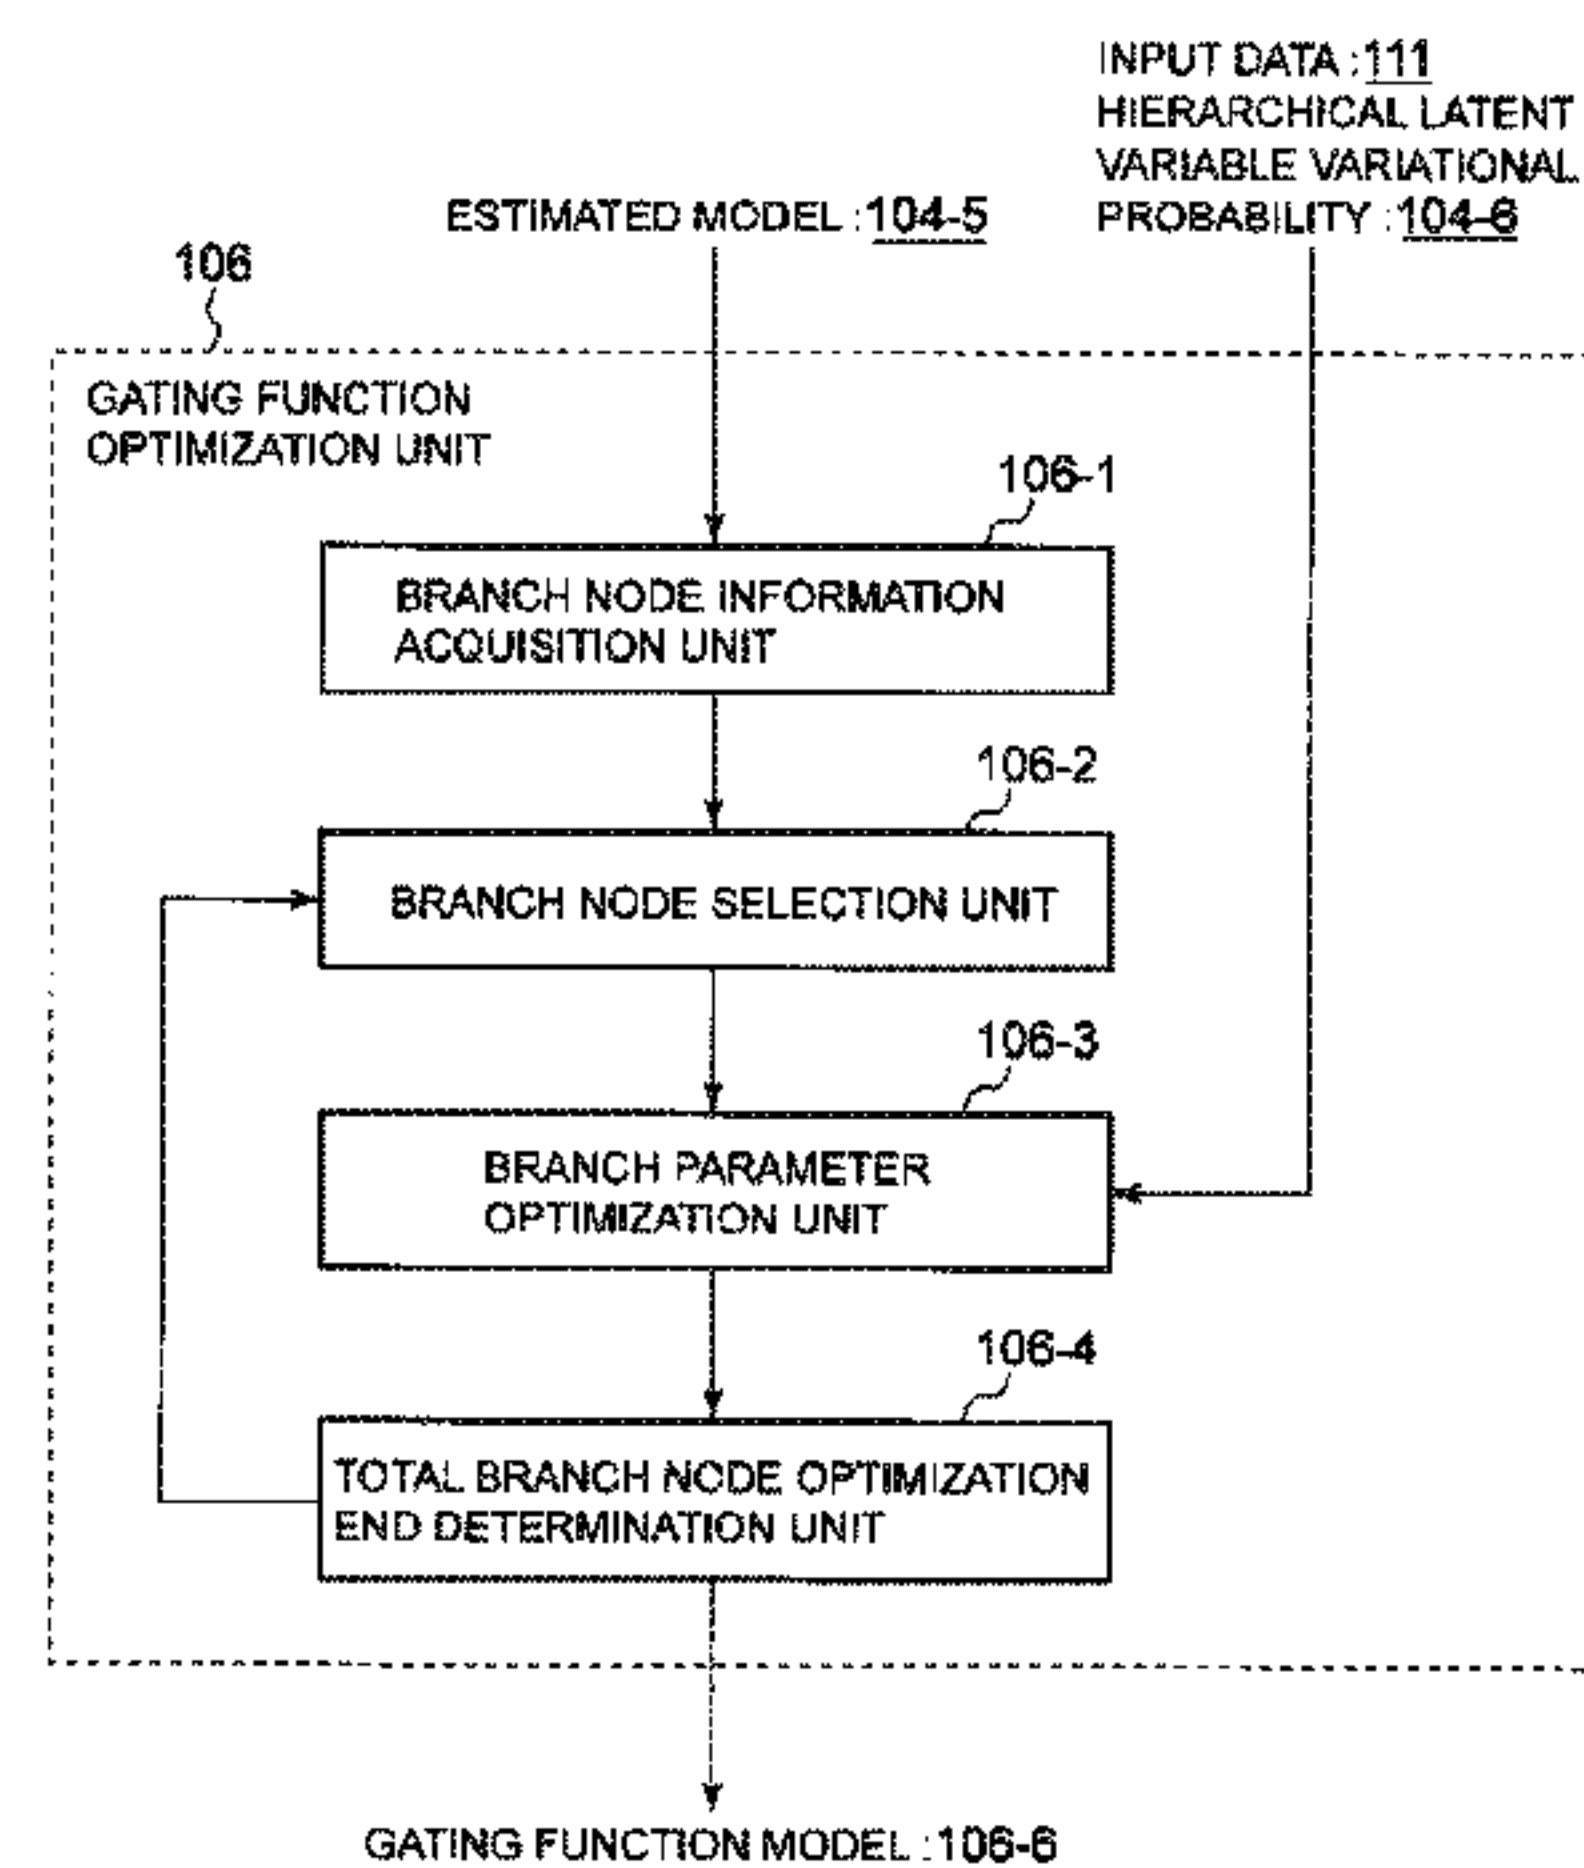 INPUT DATA :111
HIERARCHICAL LATENT
VARIABLE VARIATIONAL
PROBABILITY :104-6
ESTIMATED MODEL :104-5
106
GATING FUNCTION
OPTIMIZATION UNIT
106-1
BRANCH NODE INFORMATION
ACQUISITION UNIT
106-2
BRANCH NODE SELECTION UNIT
106-3
BRANCH PARAMETER
OPTIMIZATION UNIT
106-4
TOTAL BRANCH NODE OPTIMIZATION
END DETERMINATION UNIT
GATING FUNCTION MODEL :106-6